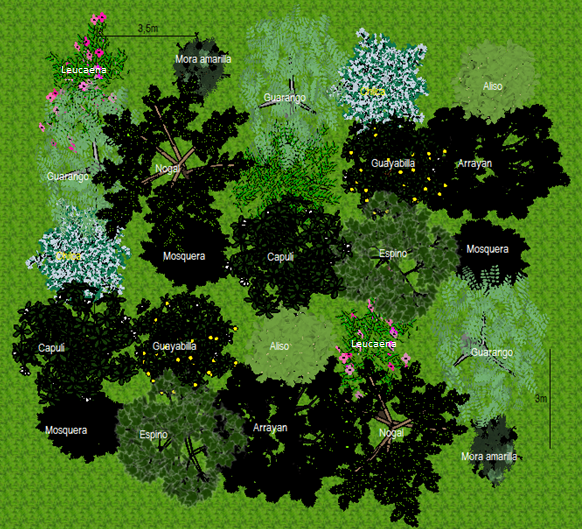 3,5m
Mora amarilla
Leucaena
Guarango
Aliso
Nogal
Guayabilla
Arrayan
Guarango
Mosquera
Capuli
Espino
Mosquera
Capuli
Guayabilla
Aliso
Leucaena
Guarango
3m
Mosquera
Espino
Arrayan
Nogal
Mora amarilla